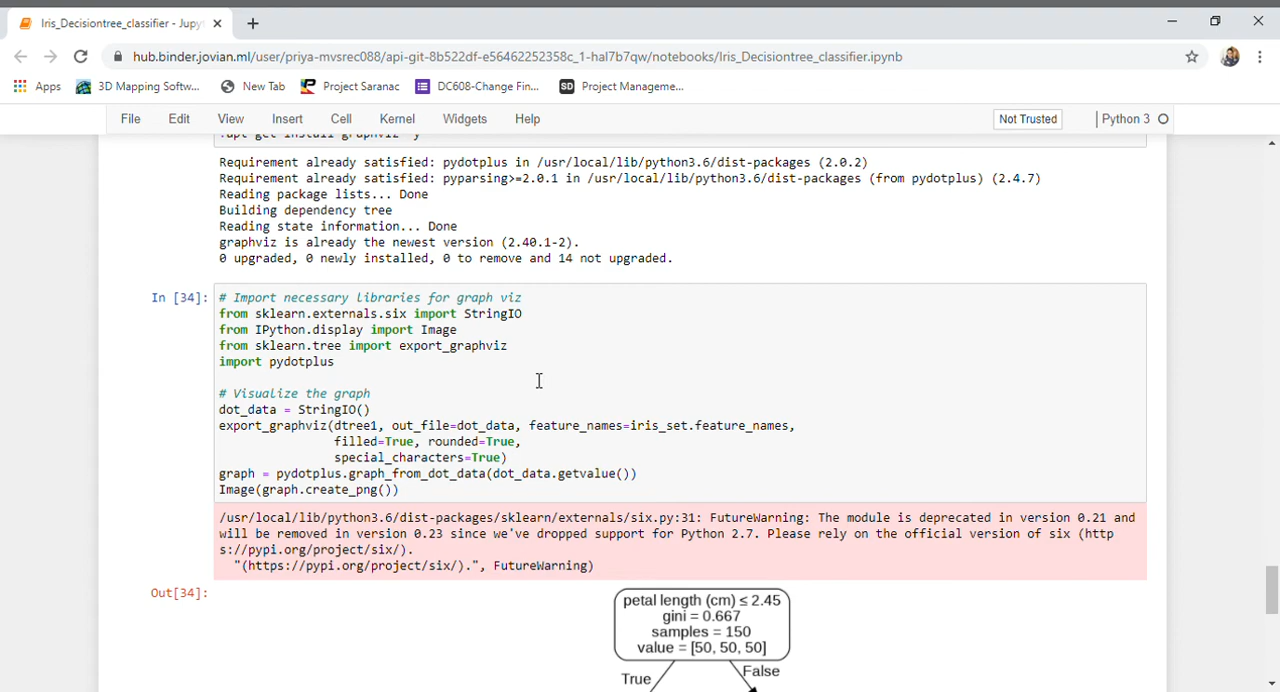 Iris_Decisiontree_classifier - Jupy
hub.binder.jovian.ml/user/priya-mvsrec088/api-git-8b522df-e56462252358c_1-hal7b7qw/notebooks/Iris_Decisiontree_classifier.ipynb
Apps 3D Mapping Softw... New Tab Project Saranac DC608-Change Fin... SD Project Manageme...
File Edit View Insert Cell Kernel Widgets Help Not Trusted Python 3
!apt-get install graphviz -y
Requirement already satisfied: pydotplus in /usr/local/lib/python3.6/dist-packages (2.0.2)
Requirement already satisfied: pyparsing>=2.0.1 in /usr/local/lib/python3.6/dist-packages (from pydotplus) (2.4.7)
Reading package lists... Done
Building dependency tree
Reading state information... Done
graphviz is already the newest version (2.40.1-2).
0 upgraded, 0 newly installed, 0 to remove and 14 not upgraded.
In [34]: # Import necessary libraries for graph viz
from sklearn.externals.six import StringIO
from IPython.display import Image
from sklearn.tree import export_graphviz
import pydotplus
# Visualize the graph
dot_data = StringIO()
export_graphviz(dtree1, out_file=dot_data, feature_names=iris_set.feature_names,
filled=True, rounded=True,
special_characters=True)
graph = pydotplus.graph_from_dot_data(dot_data.getvalue())
Image(graph.create_png())
/usr/local/lib/python3.6/dist-packages/sklearn/externals/six.py:31: FutureWarning: The module is deprecated in version 0.21 and
will be removed in version 0.23 since we've dropped support for Python 2.7. Please rely on the official version of six (http
s://pypi.org/project/six/).
"(https://pypi.org/project/six/).", FutureWarning)
Out[34]:
petal length (cm) ≤ 2.45
gini = 0.667
samples = 150
value = [50, 50, 50]
True False